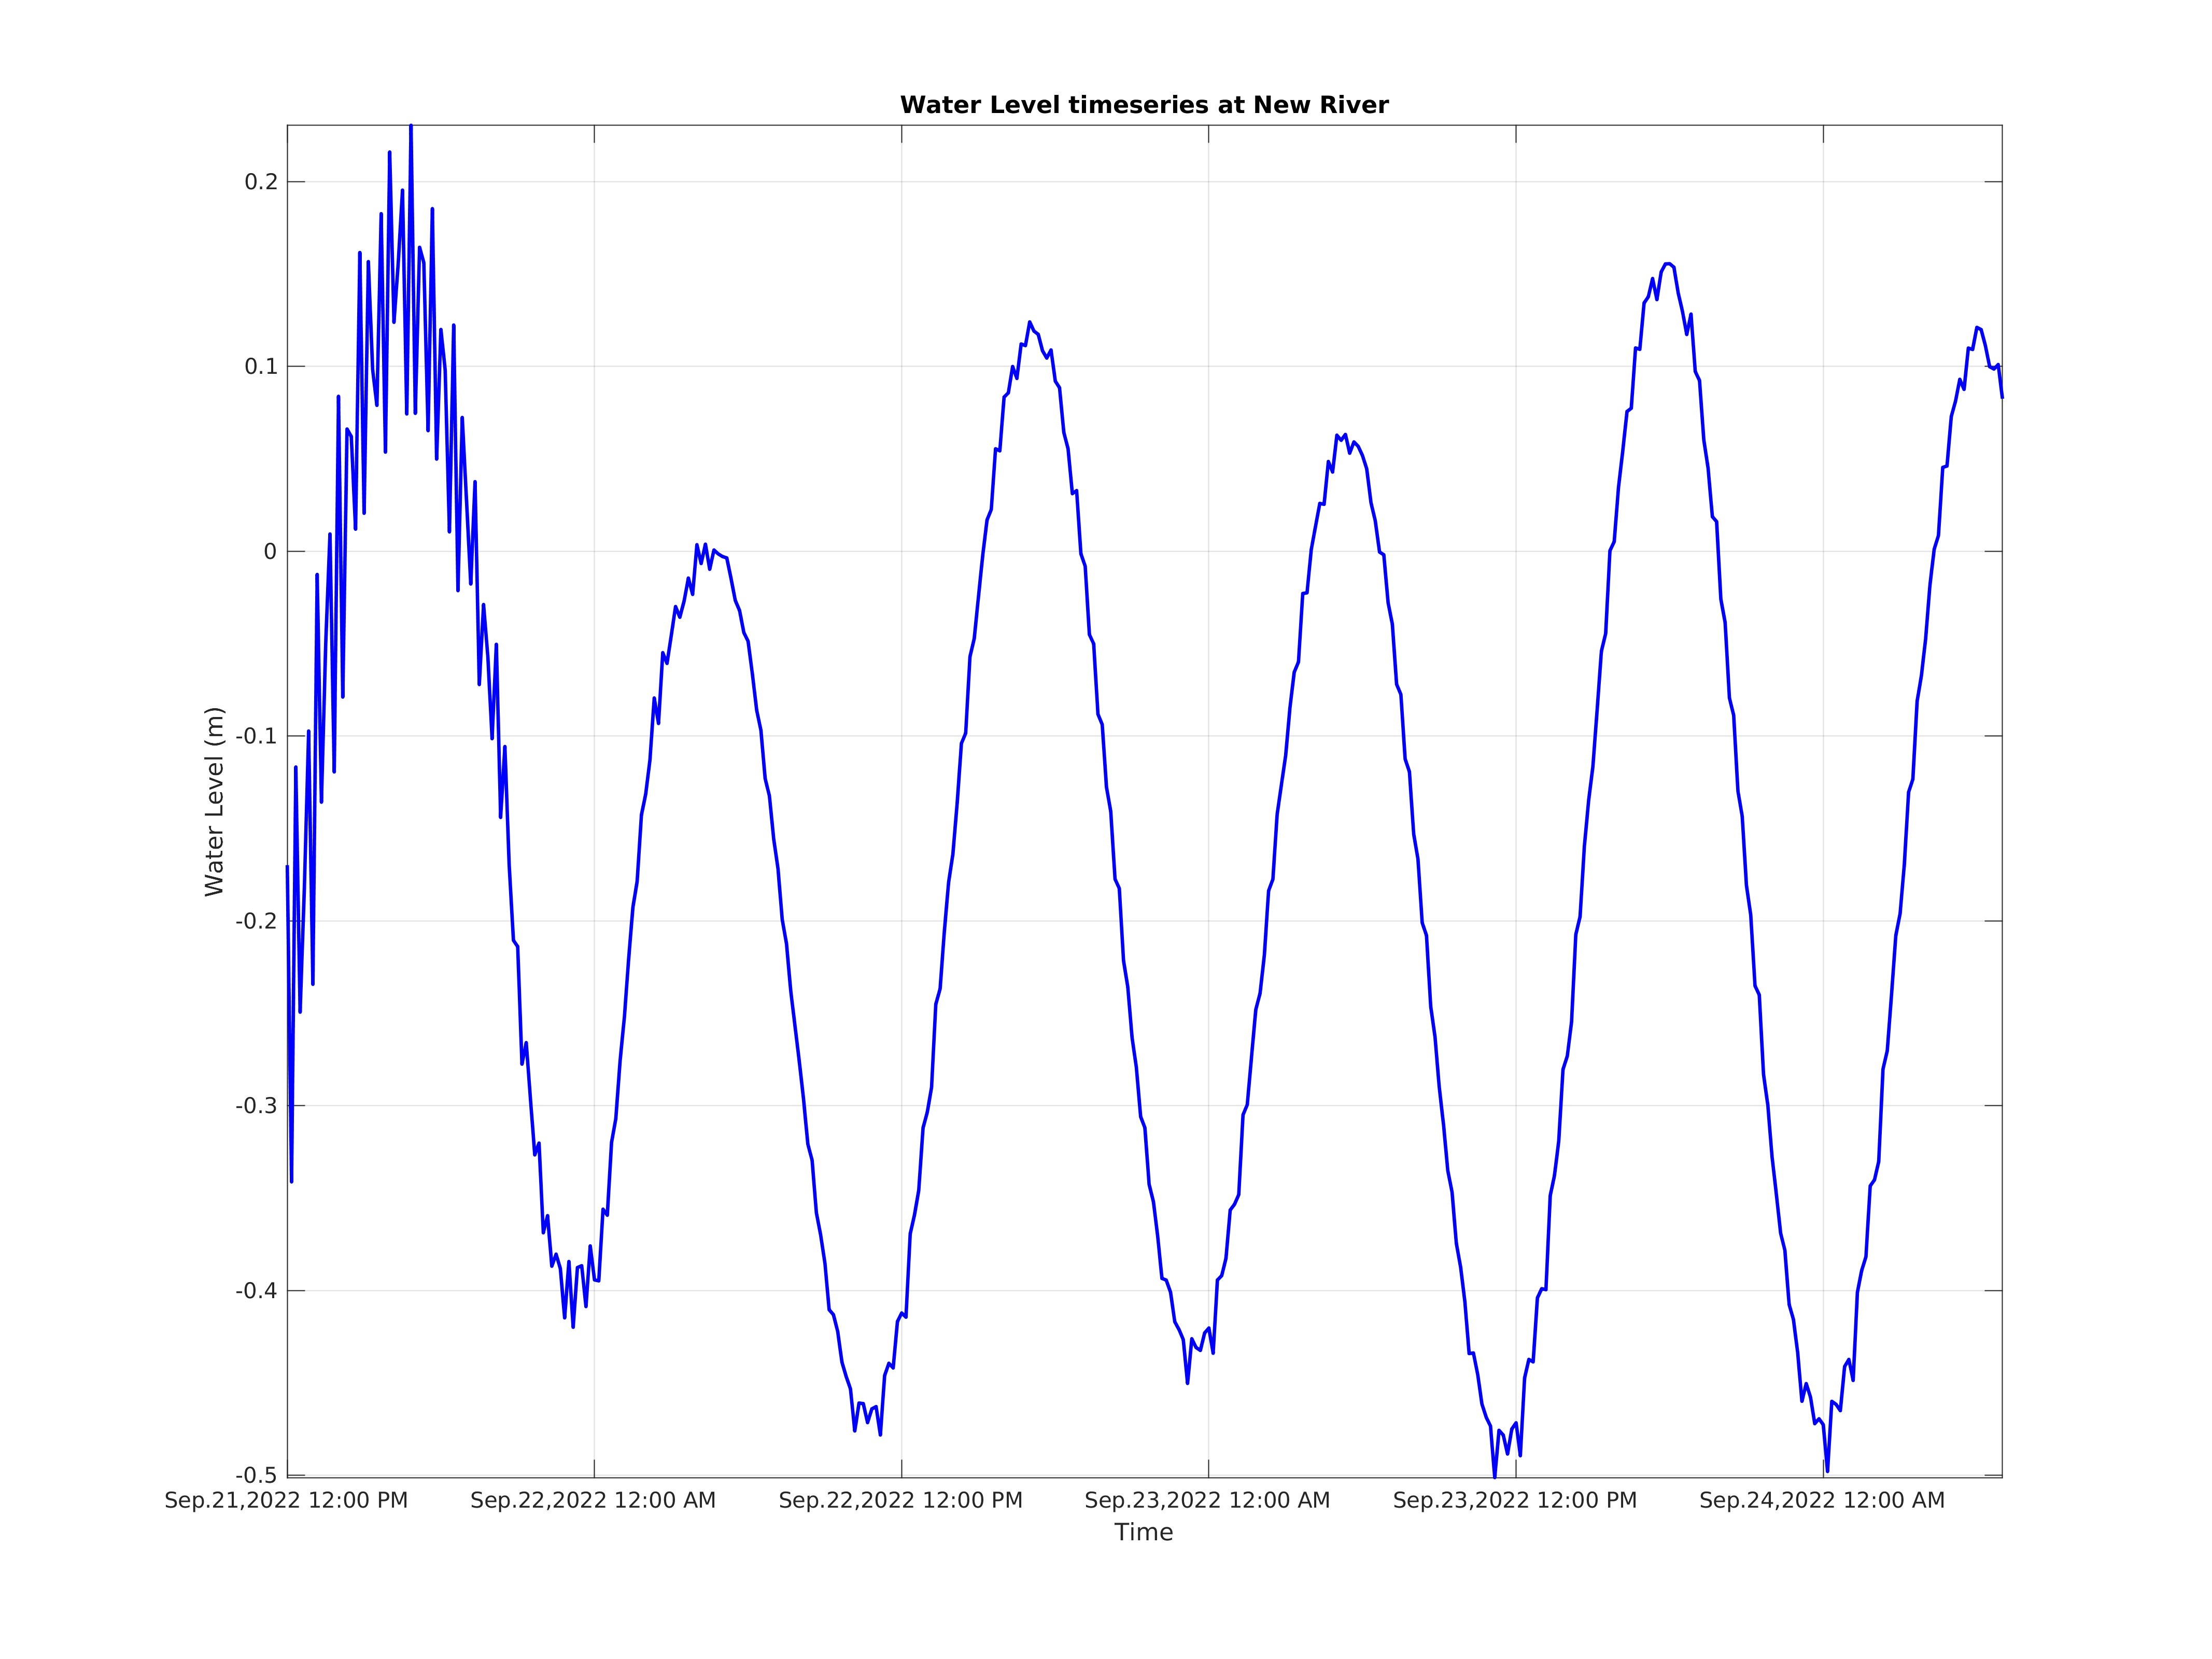 Water Level timeseries at New River
Water Level (m)
0.2
0.1
0
-0.1
-0.2
-0.3
-0.4
-0.5
Sep.21,2022 12:00 PM
Sep.22,2022 12:00 AM
Sep.22,2022 12:00 PM
Sep.23,2022 12:00 AM
Sep.23,2022 12:00 PM
Sep.24,2022 12:00 AM
Time